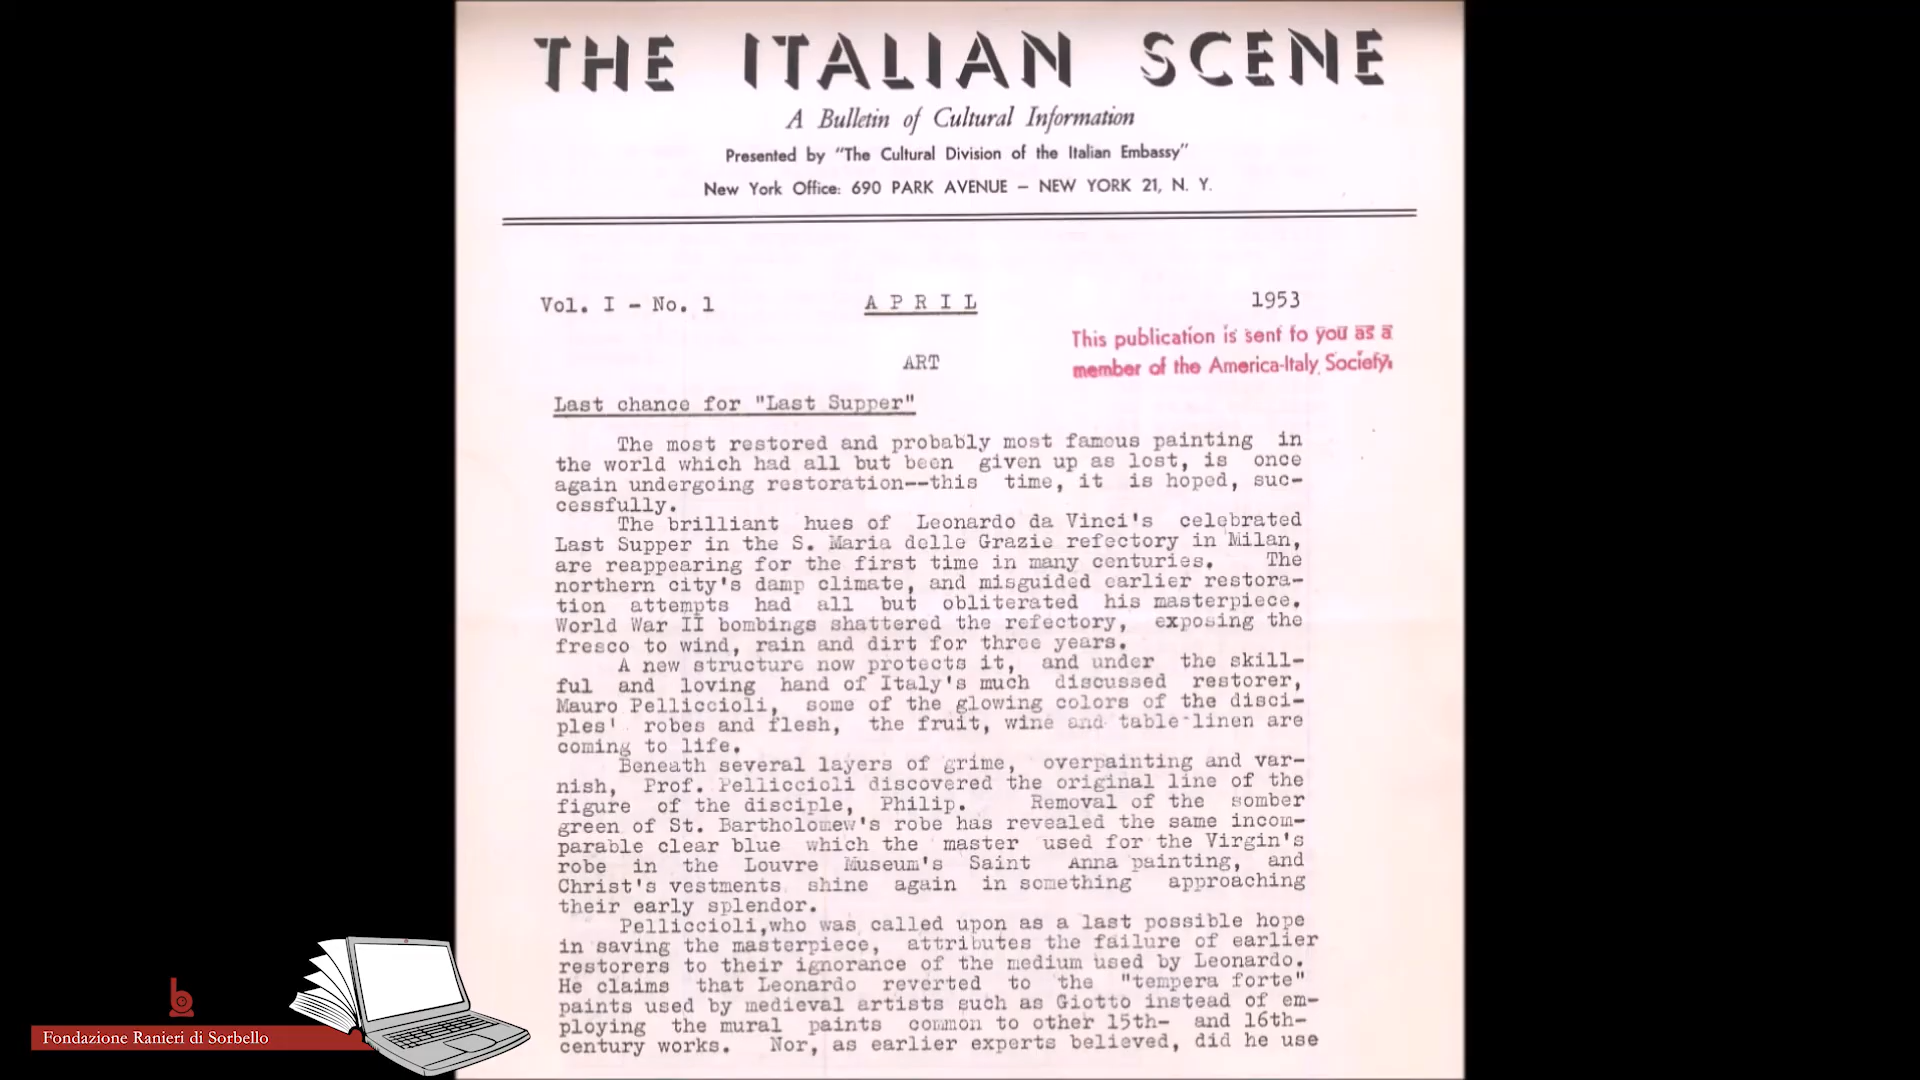 THE ITALIAN SCENE
A Bulletin of Cultural Information
Presented by "The Cultural Division of the Italian Embassy"
New York Office: 690 PARK AVENUE – NEW YORK 21, N. Y.
Vol. I - No. 1 APRIL 1953
This publication is sent to you as a
member of the America-Italy Society.
ART
Last chance for "Last Supper"
The most restored and probably most famous painting in
the world which had all but been given up as lost, is once
again undergoing restoration--this time, it is hoped, suc-
cessfully.
The brilliant hues of Leonardo da Vinci's celebrated
Last Supper in the S. Maria delle Grazie refectory in Milan,
are reappearing for the first time in many centuries. The
northern city's damp climate, and misguided earlier restora-
tion attempts had all but obliterated his masterpiece.
World War II bombings shattered the refectory, exposing the
fresco to wind, rain and dirt for three years.
A new structure now protects it, and under the skill-
ful and loving hand of Italy's much discussed restorer,
Mauro Pelliccioli, some of the glowing colors of the disci-
ples' robes and flesh, the fruit, wine and table-linen are
coming to life.
Beneath several layers of grime, overpainting and var-
nish, Prof. Pelliccioli discovered the original line of the
figure of the disciple, Philip. Removal of the somber
green of St. Bartholomew's robe has revealed the same incom-
parable clear blue which the master used for the Virgin's
robe in the Louvre Museum's Saint Anna painting, and
Christ's vestments shine again in something approaching
their early splendor.
Pelliccioli,who was called upon as a last possible hope
in saving the masterpiece, attributes the failure of earlier
restorers to their ignorance of the medium used by Leonardo.
He claims that Leonardo reverted to the "tempera forte"
paints used by medieval artists such as Giotto instead of em-
ploying the mural paints common to other 15th- and 16th-
century works. Nor, as earlier experts believed, did he use
Fondazione Ranieri di Sorbello